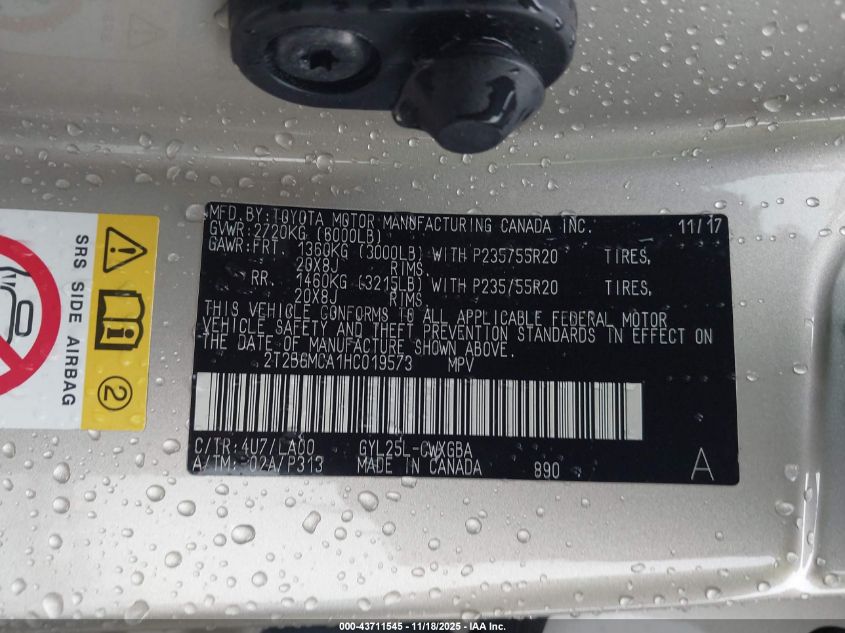 MFD.BY:TOYOTA MOTOR MANUFACTURING CANADA INC. 11/17
GVWR:2720KG (6000LB)
GAWR:FRT. 1360KG (3000LB) WITH P235/55R20 TIRES,
20X8J RIMS.
RR. 1460KG (3215LB) WITH P235/55R20 TIRES,
20X8J RIMS.
THIS VEHICLE CONFORMS TO ALL APPLICABLE FEDERAL MOTOR
VEHICLE SAFETY AND THEFT PREVENTION STANDARDS IN EFFECT ON
THE DATE OF MANUFACTURE SHOWN ABOVE.
2T2BGMCA1HC019573 MPV
C/TR:4U7/LA00 GYL25L-CWXGBA
A/TM: 02A/P313 MADE IN CANADA 890 A
SRS SIDE AIRBAG
2
000-43711545 - 11/18/2025 - IAA Inc.